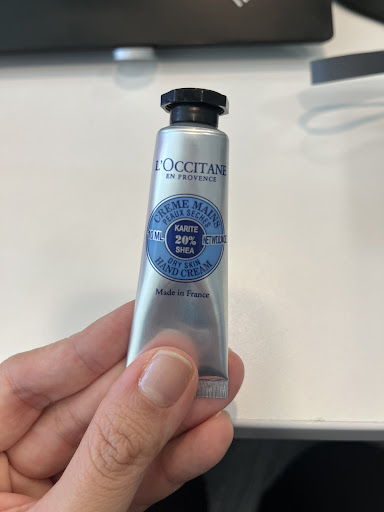 L'OCCITANE
EN PROVENCE
CRÈME MAINS
PEAUX SÈCHES
KARITE
20%
SHEA
DRY SKIN
HAND CREAM
Made in France